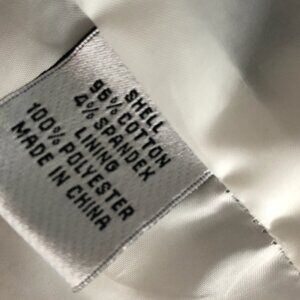 SHELL
96% COTTON
4% SPANDEX
LINING
100% POLYESTER
MADE IN CHINA